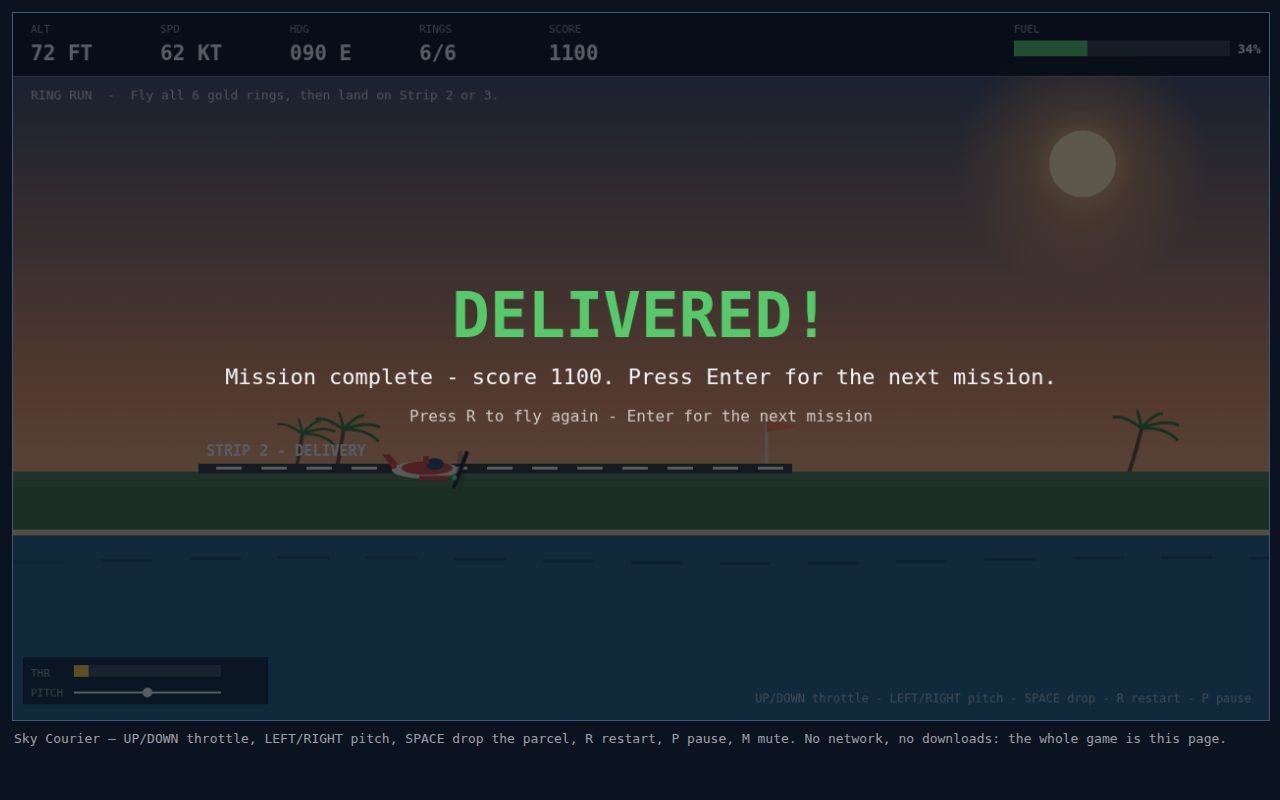 ALT SPD HDG RINGS SCORE FUEL
72 FT 62 KT 090 E 6/6 1100 34%
RING RUN - Fly all 6 gold rings, then land on Strip 2 or 3.
DELIVERED!
Mission complete - score 1100. Press Enter for the next mission.
Press R to fly again - Enter for the next mission
STRIP 2 - DELIVERY
THR
PITCH
UP/DOWN throttle - LEFT/RIGHT pitch - SPACE drop - R restart - P pause
Sky Courier — UP/DOWN throttle, LEFT/RIGHT pitch, SPACE drop the parcel, R restart, P pause, M mute. No network, no downloads: the whole game is this page.